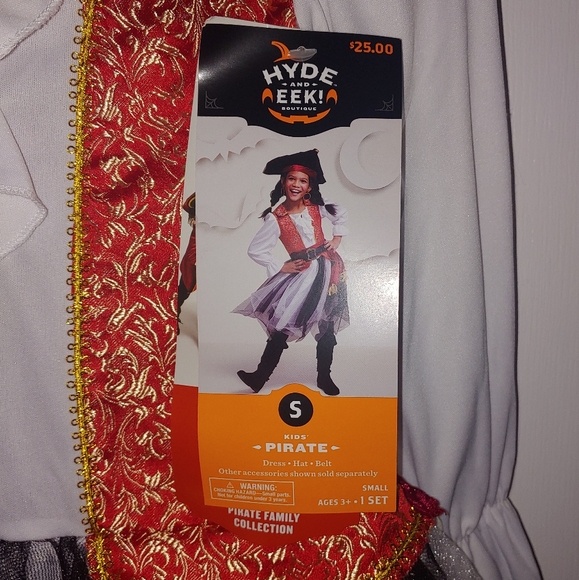 $25.00
HYDE
AND
EEK!
BOUTIQUE
S
KIDS'
PIRATE
Dress • Hat • Belt
Other accessories shown sold separately
WARNING:
CHOKING HAZARD—Small parts.
Not for children under 3 years.
SMALL
AGES 3+ • 1 SET
PIRATE FAMILY
COLLECTION